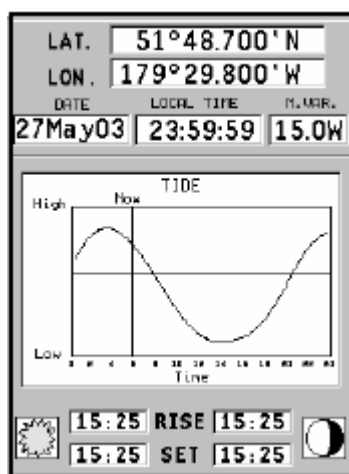 LAT. 51°48.700'N
LON. 179°29.800'W
DATE LOCAL TIME M.VAR.
27May03 23:59:59 15.0W
TIDE
High Now
Low
Time
15:25 RISE 15:25
15:25 SET 15:25